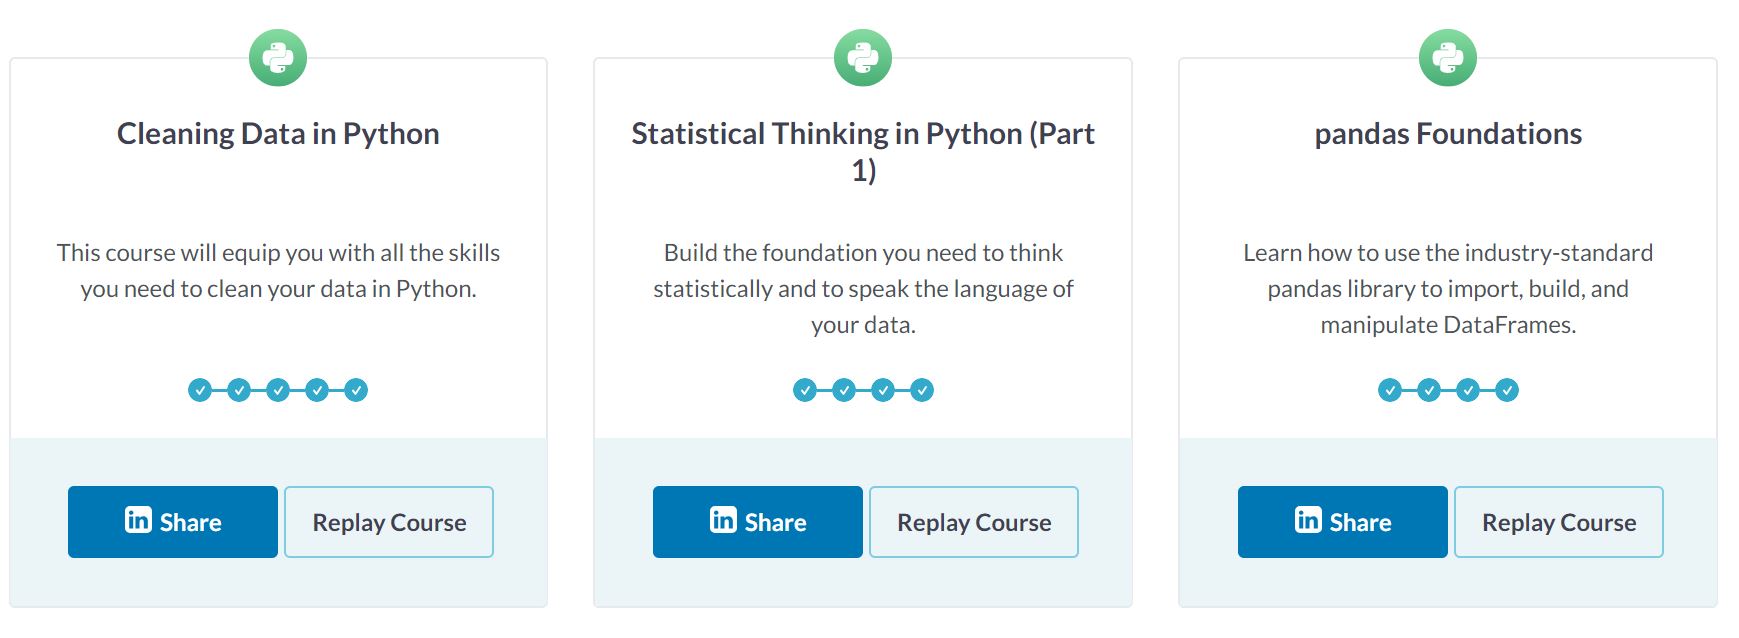 Cleaning Data in Python
This course will equip you with all the skills
you need to clean your data in Python.
in Share
Replay Course
Statistical Thinking in Python (Part
1)
Build the foundation you need to think
statistically and to speak the language of
your data.
in Share
Replay Course
pandas Foundations
Learn how to use the industry-standard
pandas library to import, build, and
manipulate DataFrames.
in Share
Replay Course